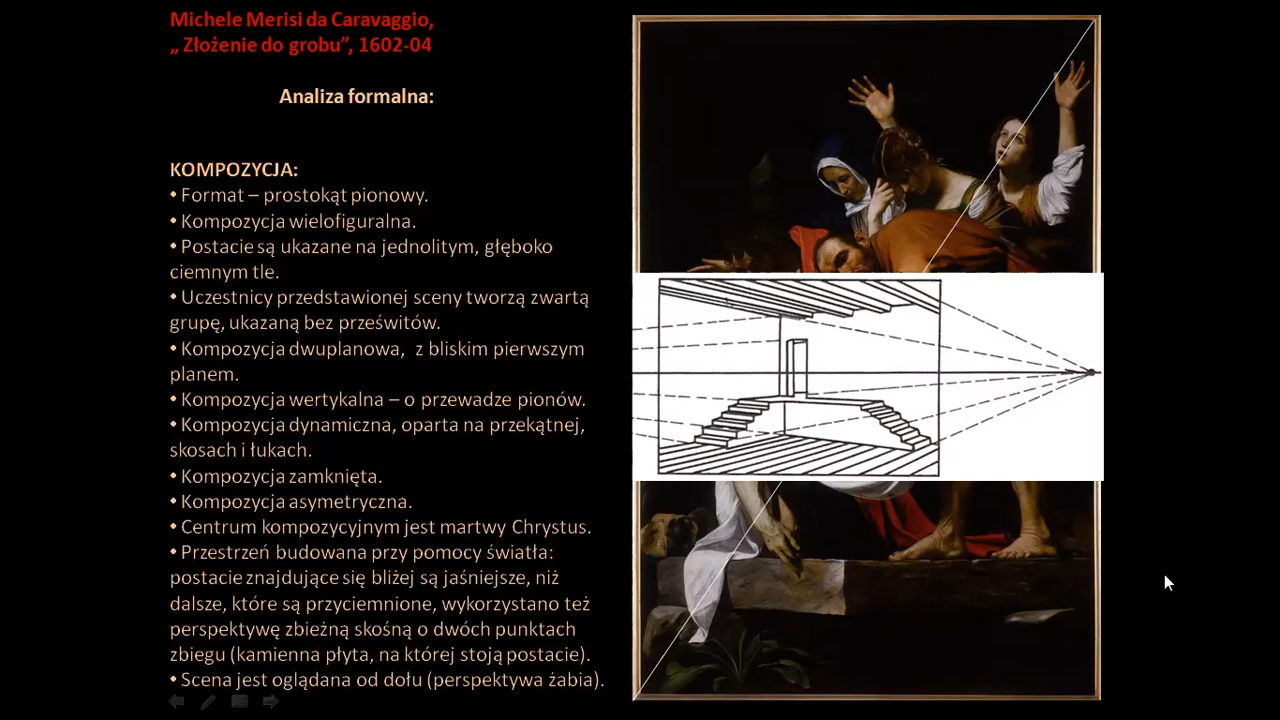 Michele Merisi da Caravaggio,
„ Złożenie do grobu”, 1602-04
Analiza formalna:
KOMPOZYCJA:
• Format – prostokąt pionowy.
• Kompozycja wielofiguralna.
• Postacie są ukazane na jednolitym, głęboko
ciemnym tle.
• Uczestnicy przedstawionej sceny tworzą zwartą
grupę, ukazaną bez prześwitów.
• Kompozycja dwuplanowa, z bliskim pierwszym
planem.
• Kompozycja wertykalna – o przewadze pionów.
• Kompozycja dynamiczna, oparta na przekątnej,
skosach i łukach.
• Kompozycja zamknięta.
• Kompozycja asymetryczna.
• Centrum kompozycyjnym jest martwy Chrystus.
• Przestrzeń budowana przy pomocy światła:
postacie znajdujące się bliżej są jaśniejsze, niż
dalsze, które są przyciemnione, wykorzystano też
perspektywę zbieżną skośną o dwóch punktach
zbiegu (kamienna płyta, na której stoją postacie).
• Scena jest oglądana od dołu (perspektywa żabia).